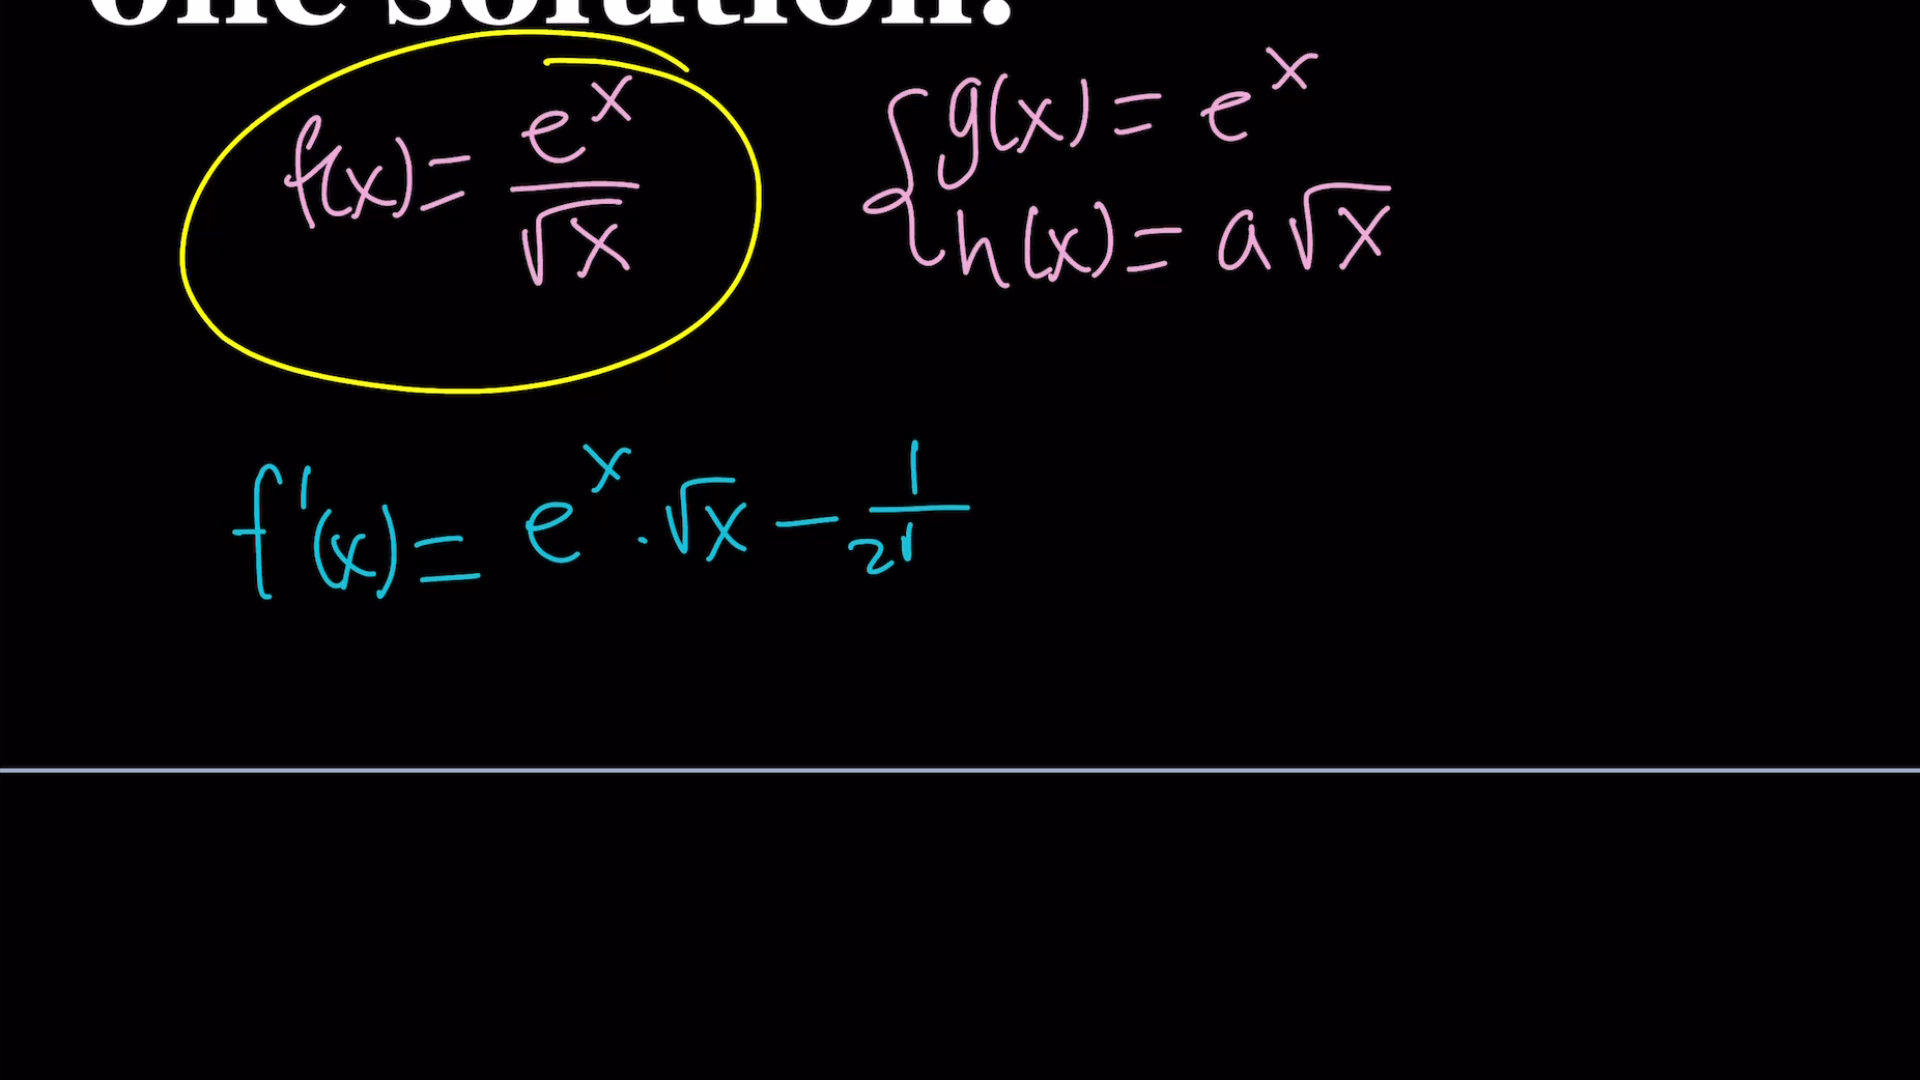 one solution.
f(x) = e^x / √x
{ g(x) = e^x
h(x) = a√x
f'(x) = e^x · √x − 1 / 2√